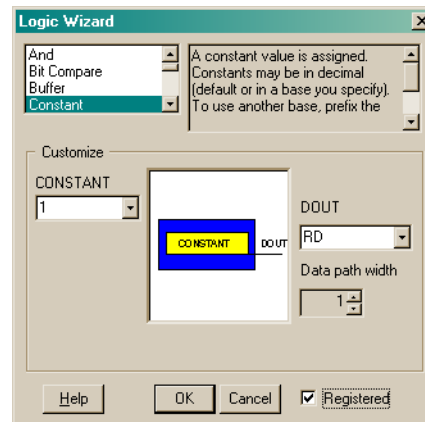 Logic Wizard
And
Bit Compare
Buffer
Constant
A constant value is assigned.
Constants may be in decimal
(default or in a base you specify).
To use another base, prefix the
Customize
CONSTANT
1
CONSTANT
DOUT
DOUT
RD
Data path width
1
Help
OK
Cancel
Registered